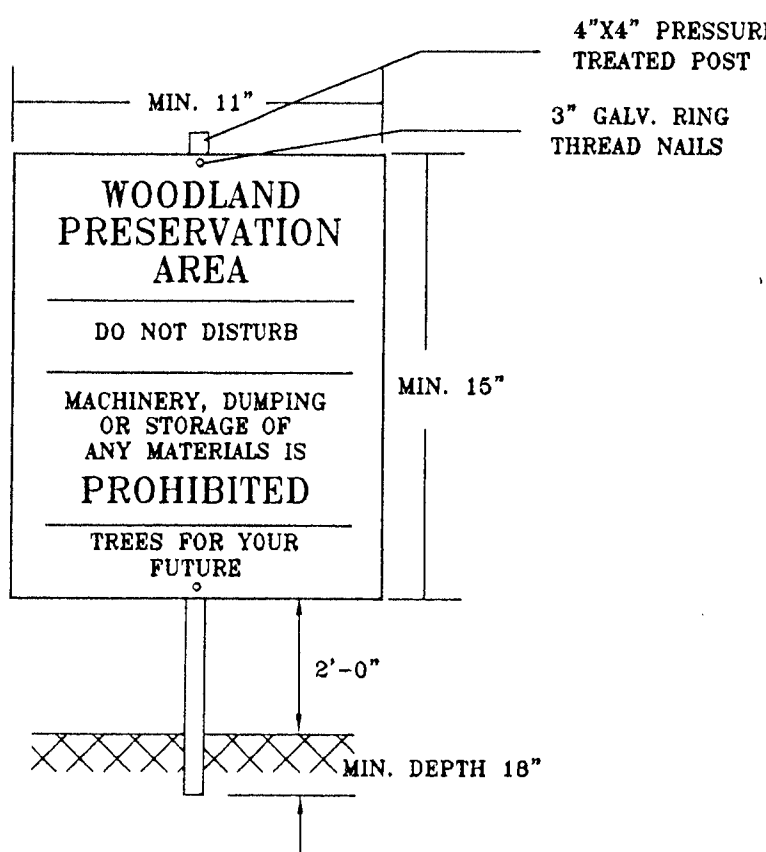 4"X4" PRESSURE
TREATED POST
MIN. 11"
3" GALV. RING
THREAD NAILS
WOODLAND
PRESERVATION
AREA
DO NOT DISTURB
MACHINERY, DUMPING
OR STORAGE OF
ANY MATERIALS IS
PROHIBITED
TREES FOR YOUR
FUTURE
MIN. 15"
2'-0"
MIN. DEPTH 18"